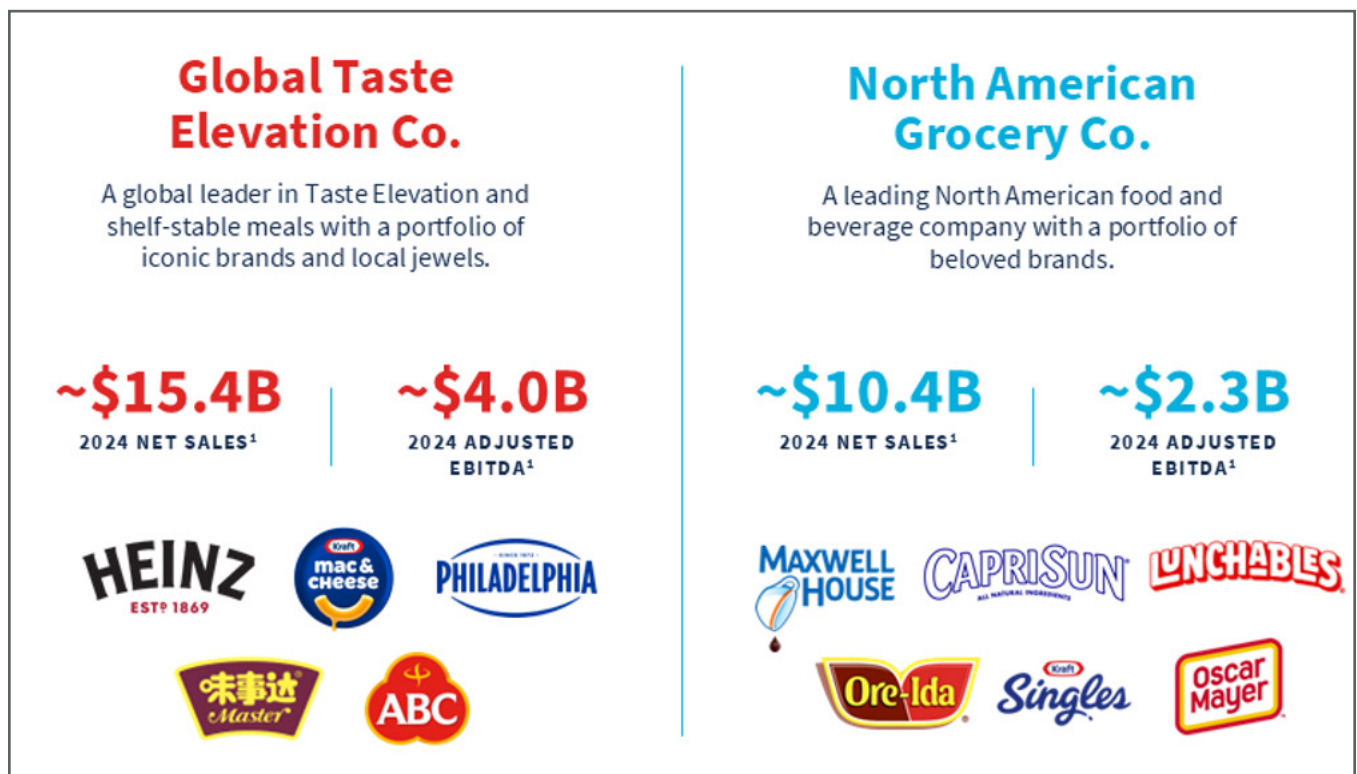 Global Taste
Elevation Co.
A global leader in Taste Elevation and
shelf-stable meals with a portfolio of
iconic brands and local jewels.
~$15.4B
2024 NET SALES¹
~$4.0B
2024 ADJUSTED
EBITDA¹
HEINZ
ESTD 1869
Kraft
mac &
cheese
SINCE 1872
PHILADELPHIA
味事达
Master
ABC
North American
Grocery Co.
A leading North American food and
beverage company with a portfolio of
beloved brands.
~$10.4B
2024 NET SALES¹
~$2.3B
2024 ADJUSTED
EBITDA¹
MAXWELL
HOUSE
CAPRISUN
ALL NATURAL INGREDIENTS
LUNCHABLES
Ore-Ida
Kraft
Singles
Oscar
Mayer